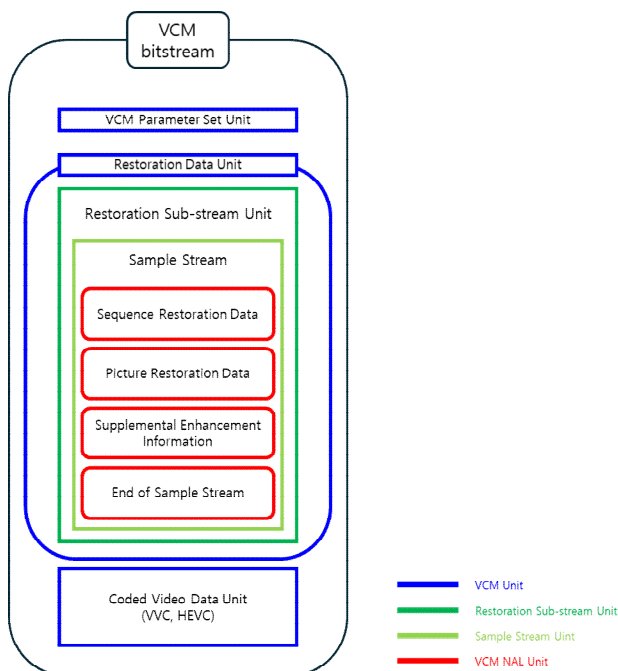 VCM
bitstream
VCM Parameter Set Unit
Restoration Data Unit
Restoration Sub-stream Unit
Sample Stream
Sequence Restoration Data
Picture Restoration Data
Supplemental Enhancement
Information
End of Sample Stream
Coded Video Data Unit
(VVC, HEVC)
VCM Unit
Restoration Sub-stream Unit
Sample Stream Uint
VCM NAL Unit